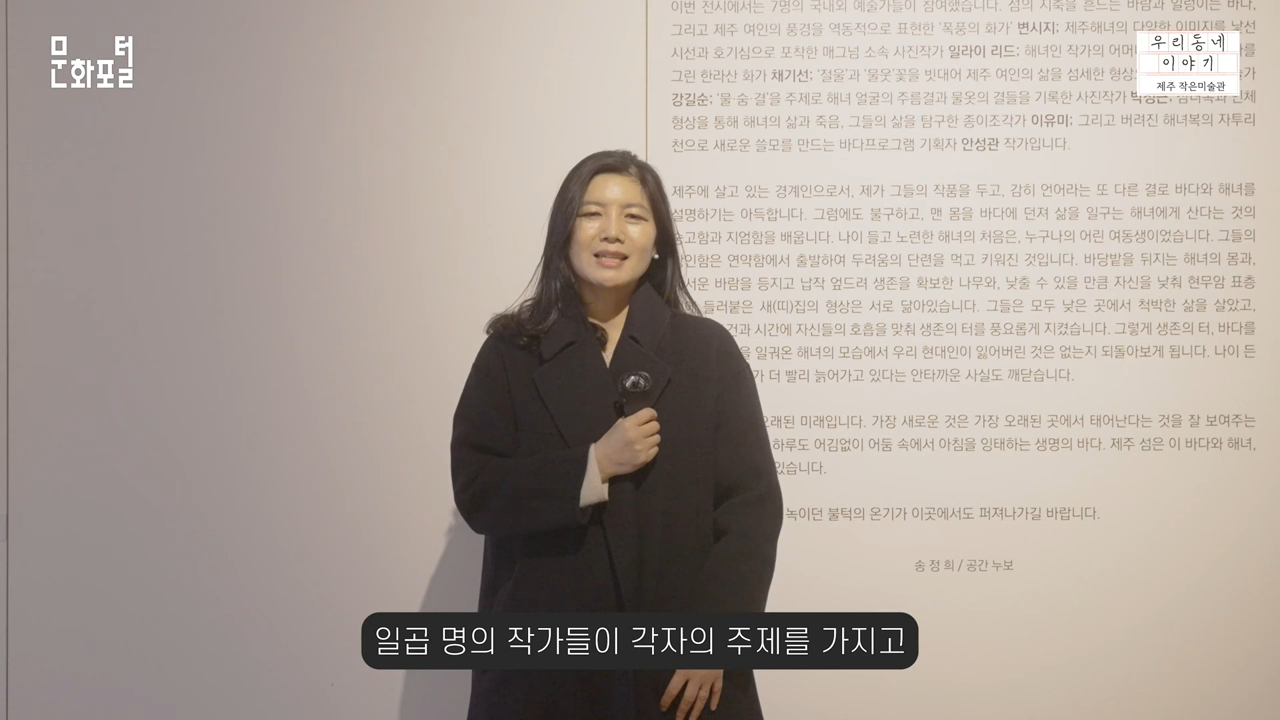 문화포털
우리동네
이야기
제주 작은미술관
이번 전시에서는 7명의 국내외 예술가들이 참여했습니다. 섬의 지축을 흔드는 바람과 일렁이는 바다,
그리고 제주 여인의 풍경을 역동적으로 표현한 '폭풍의 화가' 변시지; 제주해녀의 다양한 이미지를 낯선
시선과 호기심으로 포착한 매그넘 소속 사진작가 일라이 리드; 해녀인 작가의 어머
그린 한라산 화가 채기선; '절울'과 '물웃'꽃을 빗대어 제주 여인의 삶을 섬세한 형상
강길순; '물 숨 결'을 주제로 해녀 얼굴의 주름결과 물옷의 결들을 기록한 사진작가
형상을 통해 해녀의 삶과 죽음, 그들의 삶을 탐구한 종이조각가 이유미; 그리고 버려진 해녀복의 자투리
천으로 새로운 쓸모를 만드는 바다프로그램 기획자 안성관 작가입니다.
제주에 살고 있는 경계인으로서, 제가 그들의 작품을 두고, 감히 언어라는 또 다른 결로 바다와 해녀를
설명하기는 아득합니다. 그럼에도 불구하고, 맨 몸을 바다에 던져 삶을 일구는 해녀에게 산다는 것의
숭고함과 지엄함을 배웁니다. 나이 들고 노련한 해녀의 처음은, 누구나의 어린 여동생이었습니다. 그들의
인함은 연약함에서 출발하여 두려움의 단련을 먹고 키워진 것입니다. 바당밭을 뒤지는 해녀의 몸과,
서운 바람을 등지고 납작 엎드려 생존을 확보한 나무와, 낮출 수 있을 만큼 자신을 낮춰 현무암 표층
들러붙은 새(띠)집의 형상은 서로 닮아있습니다. 그들은 모두 낮은 곳에서 척박한 삶을 살았고,
건과 시간에 자신들의 호흡을 맞춰 생존의 터를 풍요롭게 지켰습니다. 그렇게 생존의 터, 바다를
을 일궈온 해녀의 모습에서 우리 현대인이 잃어버린 것은 없는지 되돌아보게 됩니다. 나이 든
가 더 빨리 늙어가고 있다는 안타까운 사실도 깨닫습니다.
오래된 미래입니다. 가장 새로운 것은 가장 오래된 곳에서 태어난다는 것을 잘 보여주는
하루도 어김없이 어둠 속에서 아침을 잉태하는 생명의 바다. 제주 섬은 이 바다와 해녀,
있습니다.
녹이던 불턱의 온기가 이곳에서도 퍼져나가길 바랍니다.
송 정 희 / 공간 누보
일곱 명의 작가들이 각자의 주제를 가지고